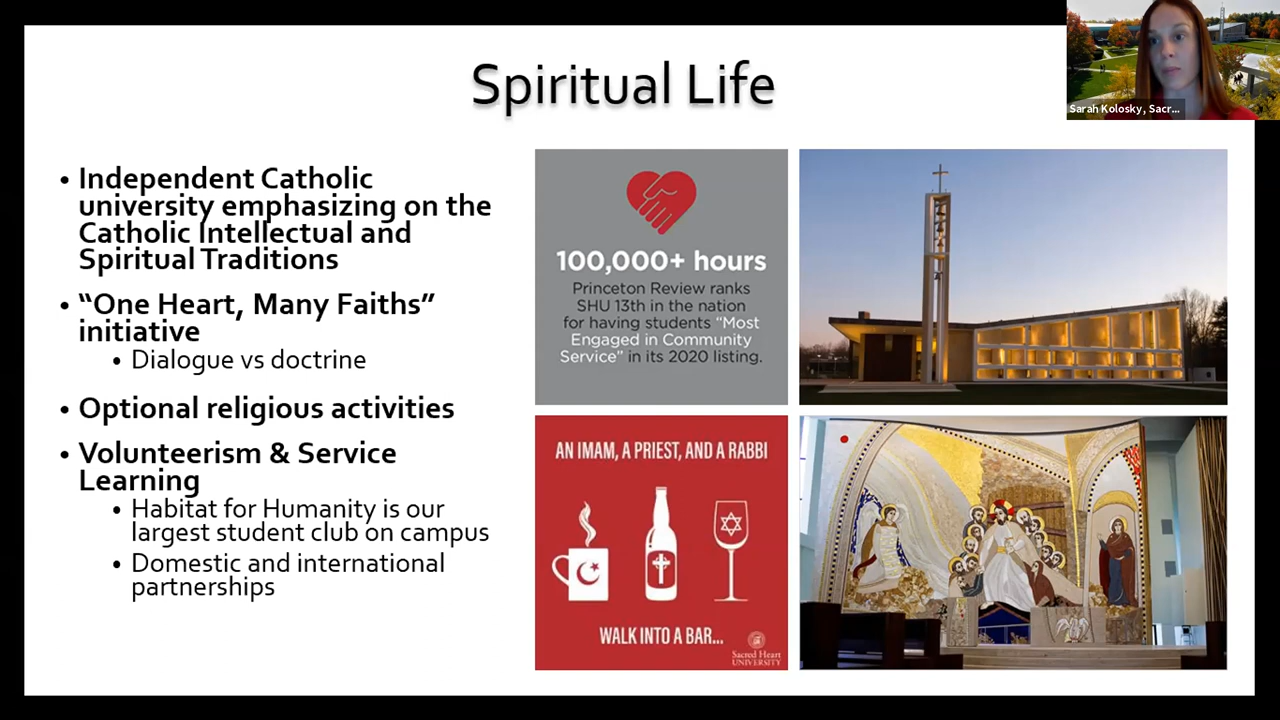 Spiritual Life
Sarah Kolosky, Sacr...
• Independent Catholic
university emphasizing on the
Catholic Intellectual and
Spiritual Traditions
• “One Heart, Many Faiths”
initiative
• Dialogue vs doctrine
• Optional religious activities
• Volunteerism & Service
Learning
• Habitat for Humanity is our
largest student club on campus
• Domestic and international
partnerships
100,000+ hours
Princeton Review ranks
SHU 13th in the nation
for having students “Most
Engaged in Community
Service” in its 2020 listing.
AN IMAM, A PRIEST, AND A RABBI
WALK INTO A BAR...
Sacred Heart
UNIVERSITY